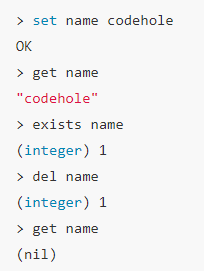 > set name codehole
OK
> get name
"codehole"
> exists name
(integer) 1
> del name
(integer) 1
> get name
(nil)